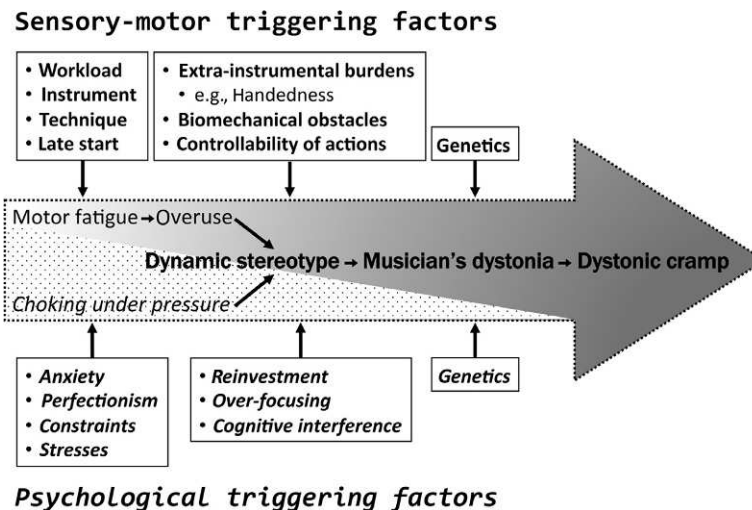 Sensory-motor triggering factors
• Workload
• Instrument
• Technique
• Late start
• Extra-instrumental burdens
• e.g., Handedness
• Biomechanical obstacles
• Controllability of actions
Genetics
Motor fatigue → Overuse
Dynamic stereotype → Musician's dystonia → Dystonic cramp
Choking under pressure
• Anxiety
• Perfectionism
• Constraints
• Stresses
• Reinvestment
• Over-focusing
• Cognitive interference
Genetics
Psychological triggering factors